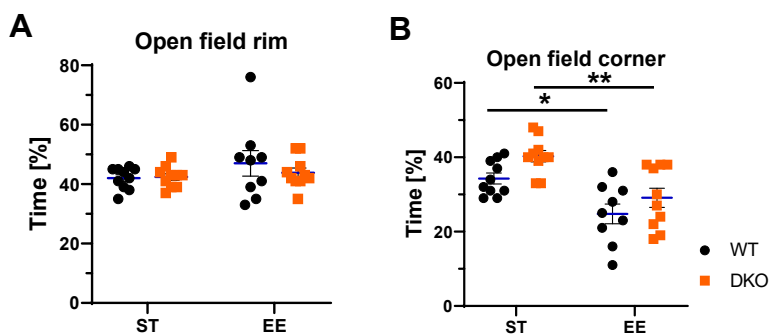 A
Open field rim
Time [%]
80
60
40
20
0
ST
EE
B
Open field corner
**
*
Time [%]
60
40
20
0
ST
EE
WT
DKO